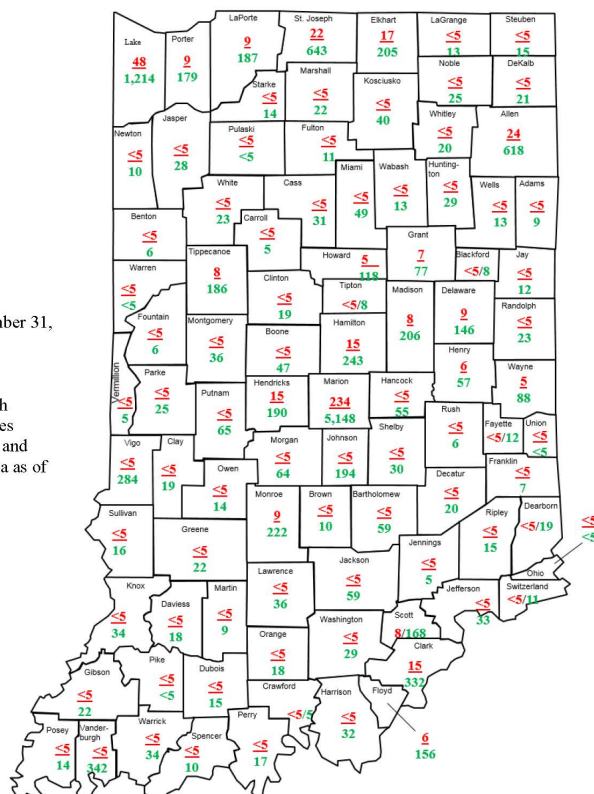 LaPorte
9
187
St. Joseph
22
643
Elkhart
17
205
LaGrange
<5
13
Steuben
<5
15
Lake
48
1,214
Porter
9
179
Noble
<5
25
DeKalb
<5
21
Starke
<5
14
Marshall
<5
22
Kosciusko
<5
40
Whitley
<5
20
Allen
24
618
Newton
<5
10
Jasper
<5
28
Pulaski
<5
<5
Fulton
<5
11
Miami
<5
49
Wabash
<5
13
Hunting-
ton
<5
29
Wells
<5
13
Adams
<5
9
White
<5
23
Cass
<5
31
Carroll
<5
5
Benton
<5
6
Grant
7
77
Tippecanoe
8
186
Howard
5
118
Blackford
<5/8
Jay
<5
12
Warren
<5
<5
Clinton
<5
19
Tipton
<5/8
Madison
8
206
Delaware
9
146
Randolph
<5
23
Fountain
<5
6
Montgomery
<5
36
Boone
<5
47
Hamilton
15
243
Henry
6
57
Wayne
5
88
Vermillion
<5
5
Parke
<5
25
Putnam
<5
65
Hendricks
15
190
Marion
234
5,148
Hancock
<5
55
Rush
<5
6
Fayette
<5/12
Union
<5
<5
Vigo
<5
284
Clay
<5
19
Owen
<5
14
Morgan
<5
64
Johnson
<5
194
Shelby
<5
30
Decatur
<5
20
Franklin
<5
7
Monroe
9
222
Brown
<5
10
Bartholomew
<5
59
Ripley
<5
15
Dearborn
<5/19
<5
<5
Sullivan
<5
16
Greene
<5
22
Jennings
<5
5
Ohio
Knox
<5
34
Daviess
<5
18
Martin
<5
9
Lawrence
<5
36
Jackson
<5
59
Jefferson
<5
33
Switzerland
<5/11
Orange
<5
18
Washington
<5
29
Scott
8/168
Clark
15
332
Gibson
<5
22
Pike
<5
<5
Dubois
<5
15
Crawford
<5/5
Harrison
<5
32
Floyd
6
156
Posey
<5
14
Vander-
burgh
<5
342
Warrick
<5
34
Spencer
<5
10
Perry
<5
17
31,
and
a as of